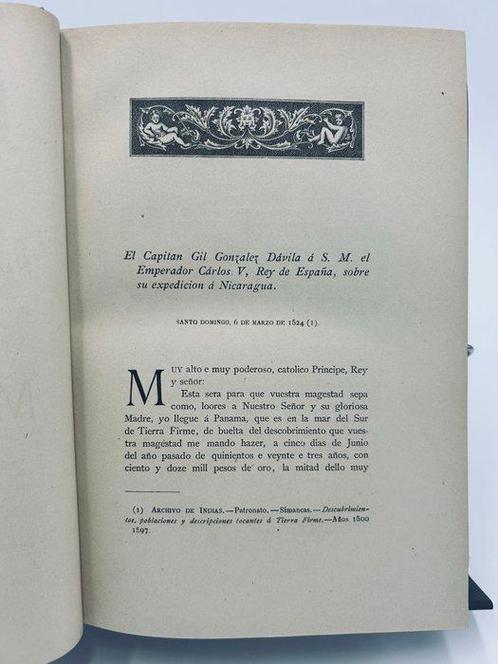 El Capitan Gil Gonzalez Dávila á S. M. el
Emperador Cárlos V, Rey de España, sobre
su expedicion á Nicaragua.
SANTO DOMINGO, 6 DE MARZO DE 1524 (1).
MUY alto e muy poderoso, catolico Principe, Rey
y señor:
Esta sera para que vuestra magestad sepa
como, loores a Nuestro Señor y su gloriosa
Madre, yo llegue á Panama, que es en la mar del Sur
de Tierra Firme, de buelta del descubrimiento que vues-
tra magestad me mando hazer, a cinco dias de Junio
del año pasado de quinientos e veynte e tres años, con
ciento y doze mill pesos de oro, la mitad dello muy
(1) ARCHIVO DE INDIAS.—Patronato.—Simancas.—Descubrimien-
tos, poblaciones y descripciones tocantes á Tierra Firme.—Años 1500
1597.